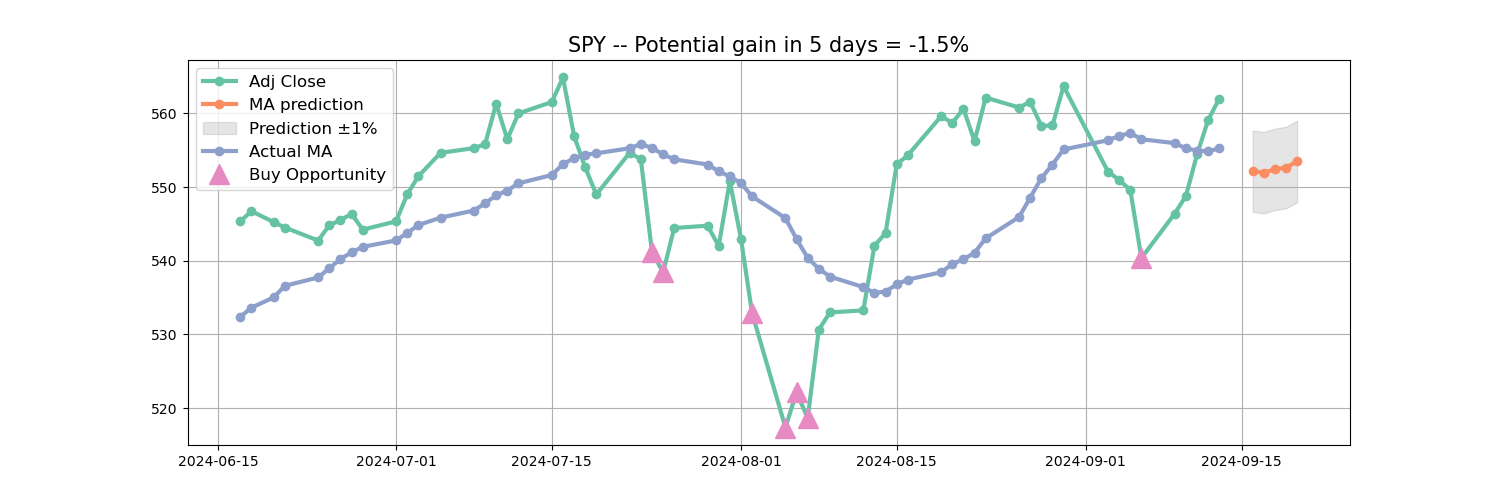 SPY -- Potential gain in 5 days = -1.5%
Adj Close
MA prediction
Prediction ±1%
Actual MA
Buy Opportunity
560
550
540
530
520
2024-06-15
2024-07-01
2024-07-15
2024-08-01
2024-08-15
2024-09-01
2024-09-15